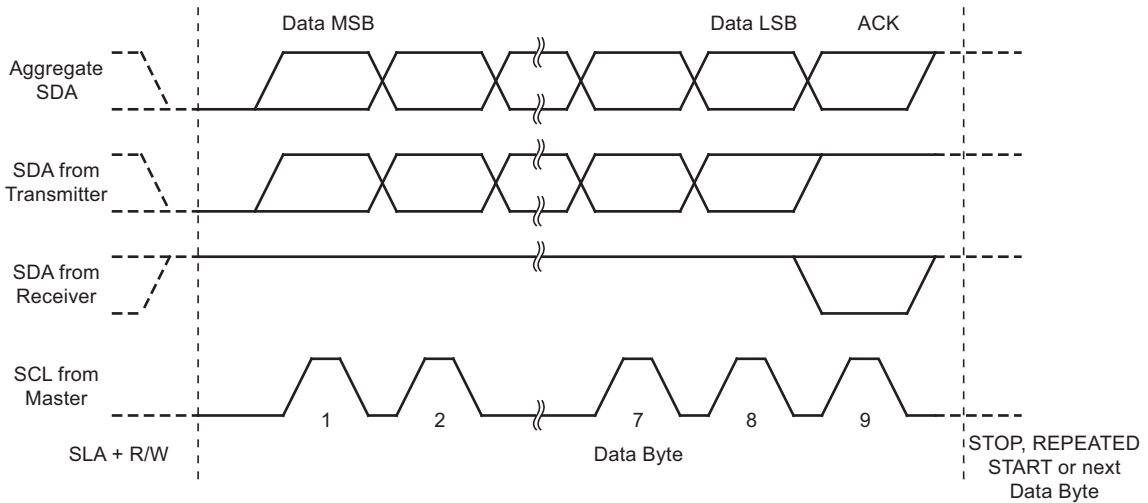 Data MSB
Data LSB
ACK
Aggregate
SDA
SDA from
Transmitter
SDA from
Receiver
SCL from
Master
1
2
7
8
9
SLA + R/W
Data Byte
STOP, REPEATED
START or next
Data Byte